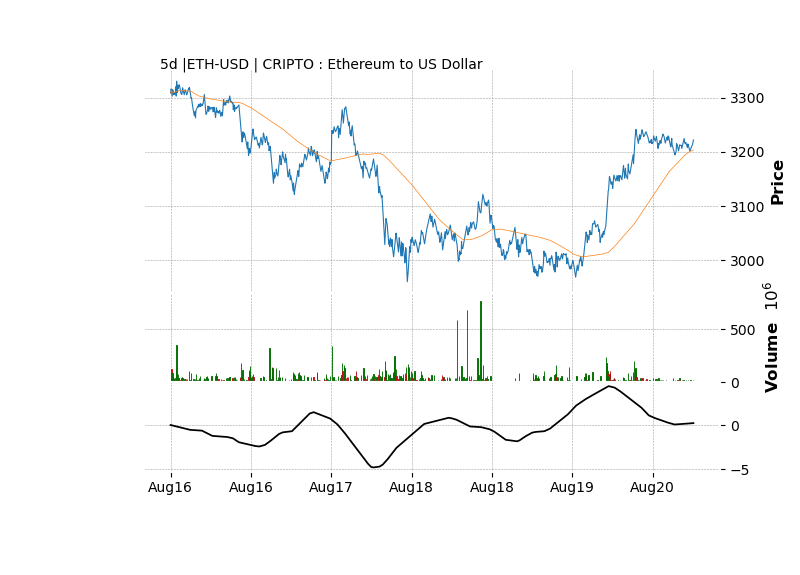 5d |ETH-USD | CRIPTO : Ethereum to US Dollar
3300
3200
3100
3000
Price
500
0
Volume 10^6
0
−5
Aug16 Aug16 Aug17 Aug18 Aug18 Aug19 Aug20